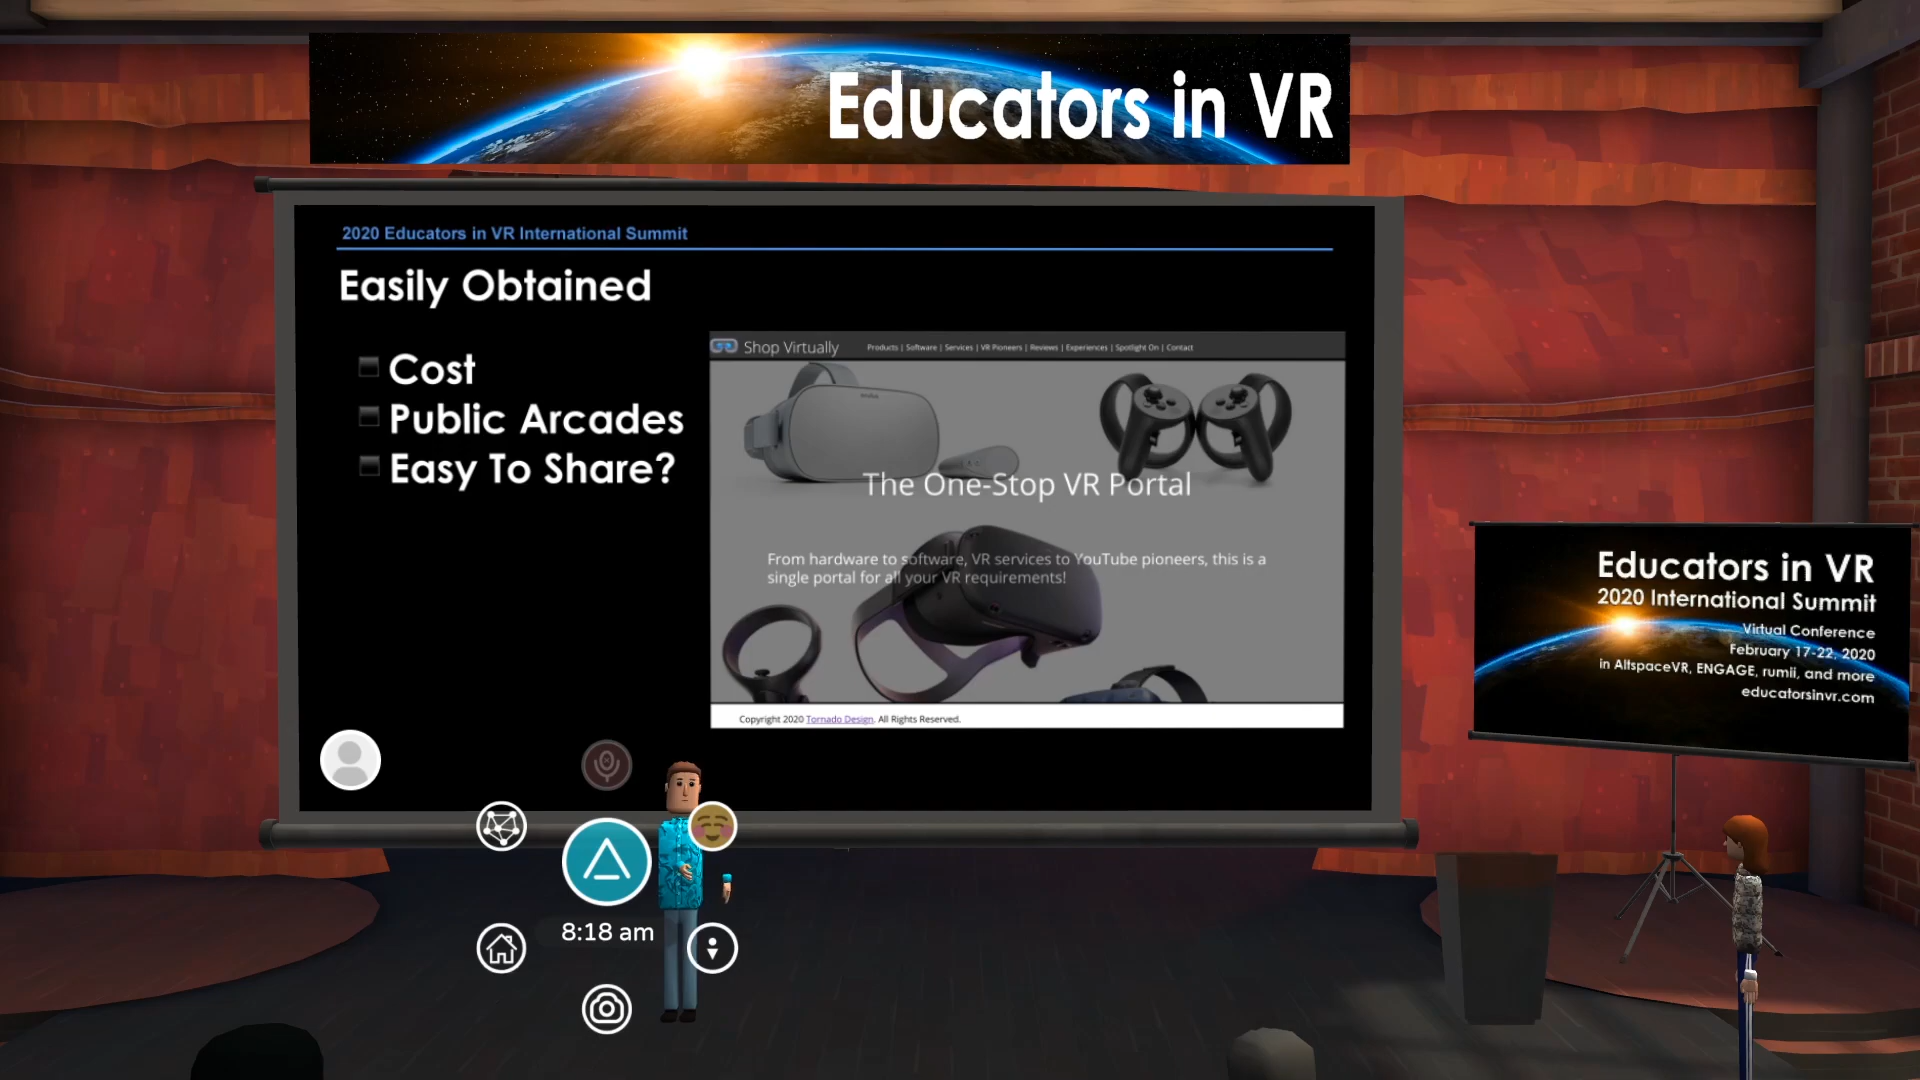 Educators in VR
2020 Educators in VR International Summit
Easily Obtained
Cost
Public Arcades
Easy To Share?
Shop Virtually
Products | Software | Services | VR Pioneers | Reviews | Experiences | Spotlight On | Contact
oculus
The One-Stop VR Portal
From hardware to software, VR services to YouTube pioneers, this is a
single portal for all your VR requirements!
Copyright 2020 Tornado Design. All Rights Reserved.
Educators in VR
2020 International Summit
Virtual Conference
February 17-22, 2020
in AltspaceVR, ENGAGE, rumii, and more
educatorsinvr.com
8:18 am